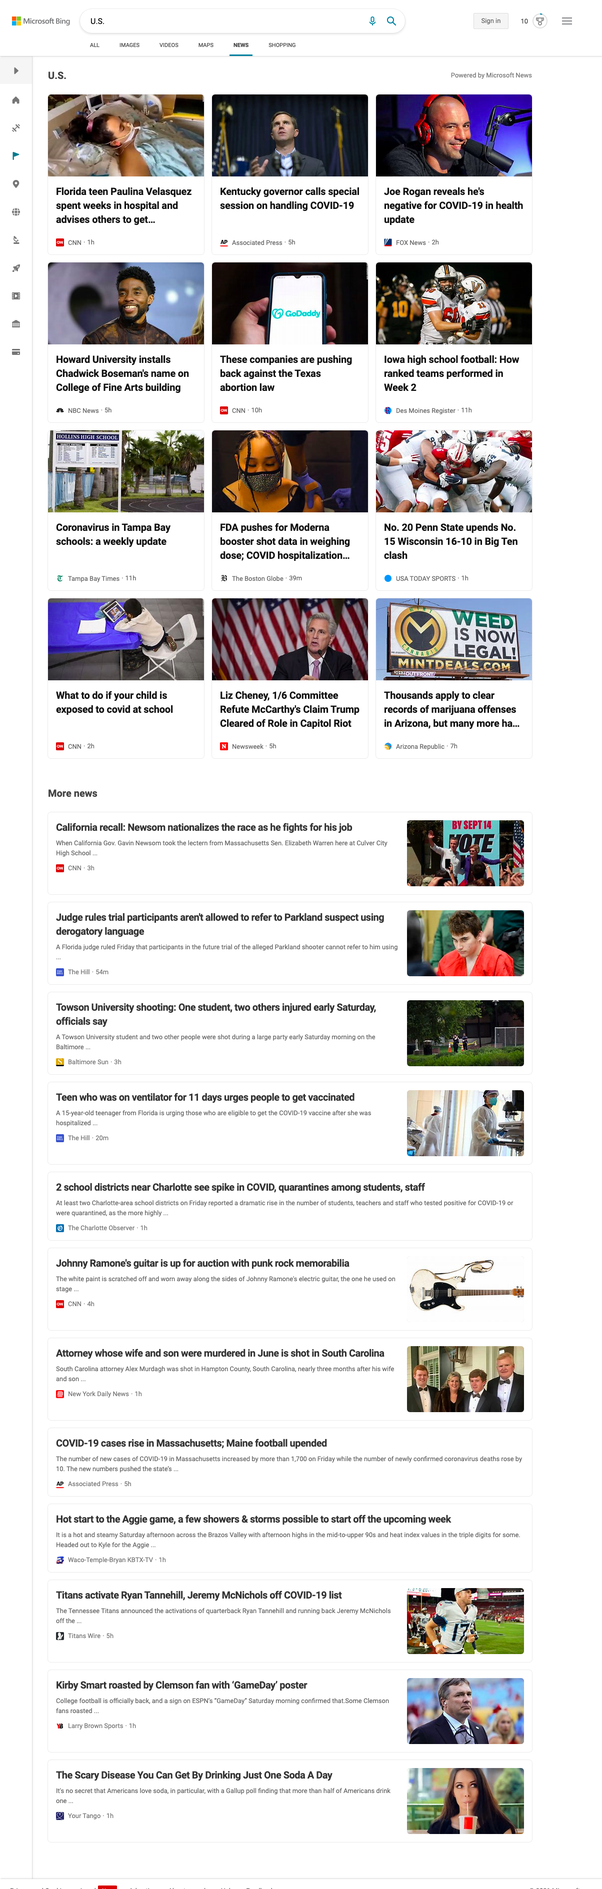 Microsoft Bing
U.S.
Sign in
10
ALL
IMAGES
VIDEOS
MAPS
NEWS
SHOPPING
U.S.
Powered by Microsoft News
Florida teen Paulina Velasquez
spent weeks in hospital and
advises others to get...
CNN · 1h
Kentucky governor calls special
session on handling COVID-19
AP
Associated Press · 5h
Joe Rogan reveals he's
negative for COVID-19 in health
update
FOX News · 2h
GoDaddy
Howard University installs
Chadwick Boseman's name on
College of Fine Arts building
NBC News · 5h
These companies are pushing
back against the Texas
abortion law
CNN · 10h
Iowa high school football: How
ranked teams performed in
Week 2
Des Moines Register · 11h
HOLLINS HIGH SCHOOL
Coronavirus in Tampa Bay
schools: a weekly update
Tampa Bay Times · 11h
FDA pushes for Moderna
booster shot data in weighing
dose; COVID hospitalization...
The Boston Globe · 39m
No. 20 Penn State upends No.
15 Wisconsin 16-10 in Big Ten
clash
USA TODAY SPORTS · 1h
WEED
IS NOW
LEGAL!
MINTDEALS.COM
OUTFRONT
What to do if your child is
exposed to covid at school
CNN · 2h
Liz Cheney, 1/6 Committee
Refute McCarthy's Claim Trump
Cleared of Role in Capitol Riot
N
Newsweek · 5h
Thousands apply to clear
records of marijuana offenses
in Arizona, but many more ha...
Arizona Republic · 7h
More news
California recall: Newsom nationalizes the race as he fights for his job
When California Gov. Gavin Newsom took the lectern from Massachusetts Sen. Elizabeth Warren here at Culver City
High School ...
CNN · 3h
BY SEPT 14
VOTE
Judge rules trial participants aren't allowed to refer to Parkland suspect using
derogatory language
A Florida judge ruled Friday that participants in the future trial of the alleged Parkland shooter cannot refer to him using
...
The Hill · 54m
Towson University shooting: One student, two others injured early Saturday,
officials say
A Towson University student and two other people were shot during a large party early Saturday morning on the
Baltimore ...
Baltimore Sun · 3h
Teen who was on ventilator for 11 days urges people to get vaccinated
A 15-year-old teenager from Florida is urging those who are eligible to get the COVID-19 vaccine after she was
hospitalized ...
The Hill · 20m
2 school districts near Charlotte see spike in COVID, quarantines among students, staff
At least two Charlotte-area school districts on Friday reported a dramatic rise in the number of students, teachers and staff who tested positive for COVID-19 or
were quarantined, as the more highly ...
The Charlotte Observer · 1h
Johnny Ramone's guitar is up for auction with punk rock memorabilia
The white paint is scratched off and worn away along the sides of Johnny Ramone's electric guitar, the one he used on
stage ...
CNN · 4h
Attorney whose wife and son were murdered in June is shot in South Carolina
South Carolina attorney Alex Murdagh was shot in Hampton County, South Carolina, nearly three months after his wife
and son ...
New York Daily News · 1h
COVID-19 cases rise in Massachusetts; Maine football upended
The number of new cases of COVID-19 in Massachusetts increased by more than 1,700 on Friday while the number of newly confirmed coronavirus deaths rose by
10. The new numbers pushed the state's ...
AP
Associated Press · 5h
Hot start to the Aggie game, a few showers & storms possible to start off the upcoming week
It is a hot and steamy Saturday afternoon across the Brazos Valley with afternoon highs in the mid-to-upper 90s and heat index values in the triple digits for some.
Headed out to Kyle for the Aggie ...
Waco-Temple-Bryan KBTX-TV · 1h
Titans activate Ryan Tannehill, Jeremy McNichols off COVID-19 list
The Tennessee Titans announced the activations of quarterback Ryan Tannehill and running back Jeremy McNichols
off the ...
Titans Wire · 5h
17
Kirby Smart roasted by Clemson fan with ‘GameDay’ poster
College football is officially back, and a sign on ESPN's "GameDay" Saturday morning confirmed that.Some Clemson
fans roasted ...
Larry Brown Sports · 1h
The Scary Disease You Can Get By Drinking Just One Soda A Day
It's no secret that Americans love soda, in particular, with a Gallup poll finding that more than half of Americans drink
one ...
Your Tango · 1h